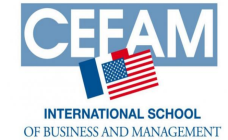 CEFAM
INTERNATIONAL SCHOOL
OF BUSINESS AND MANAGEMENT